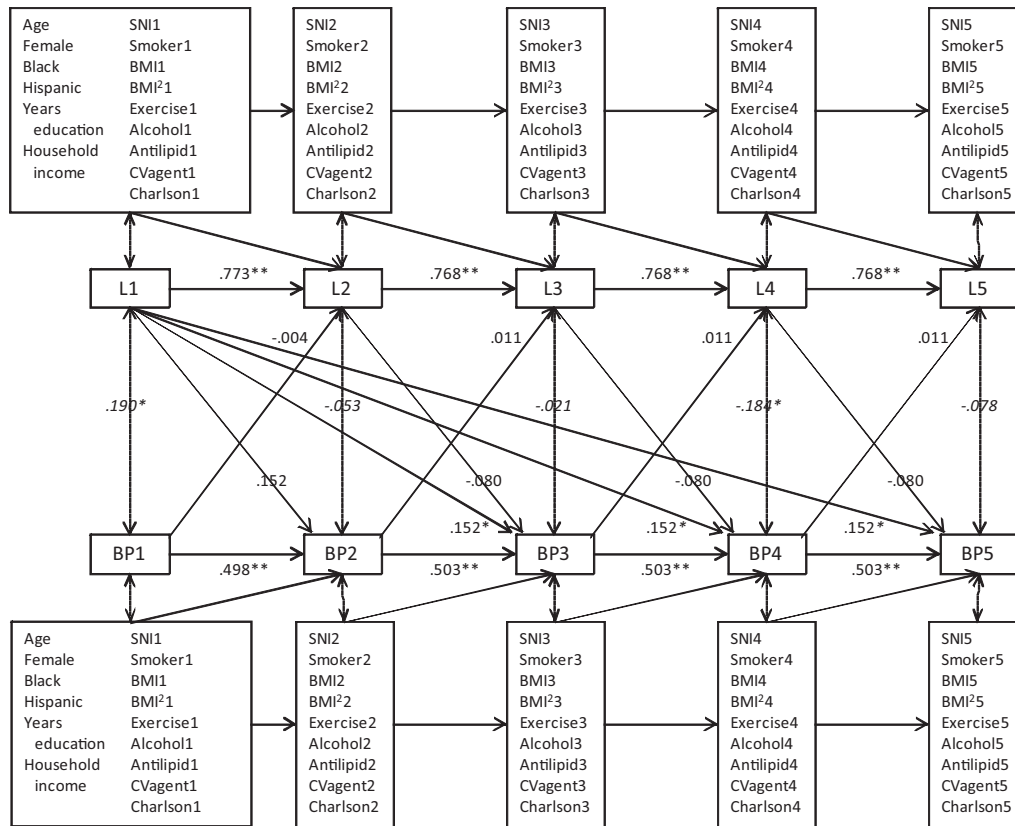 Age SNI1 SNI2 SNI3 SNI4 SNI5
Female Smoker1 Smoker2 Smoker3 Smoker4 Smoker5
Black BMI1 BMI2 BMI3 BMI4 BMI5
Hispanic BMI²1 BMI²2 BMI²3 BMI²4 BMI²5
Years Exercise1 Exercise2 Exercise3 Exercise4 Exercise5
education Alcohol1 Alcohol2 Alcohol3 Alcohol4 Alcohol5
Household Antilipid1 Antilipid2 Antilipid3 Antilipid4 Antilipid5
income CVagent1 CVagent2 CVagent3 CVagent4 CVagent5
Charlson1 Charlson2 Charlson3 Charlson4 Charlson5
.773** .768** .768** .768**
L1 L2 L3 L4 L5
-.004 .011 .011 .011
.190* -.053 -.021 -.184* -.078
.152 -.080 -.080 -.080
.152* .152* .152*
BP1 BP2 BP3 BP4 BP5
.498** .503** .503** .503**
Age SNI1 SNI2 SNI3 SNI4 SNI5
Female Smoker1 Smoker2 Smoker3 Smoker4 Smoker5
Black BMI1 BMI2 BMI3 BMI4 BMI5
Hispanic BMI²1 BMI²2 BMI²3 BMI²4 BMI²5
Years Exercise1 Exercise2 Exercise3 Exercise4 Exercise5
education Alcohol1 Alcohol2 Alcohol3 Alcohol4 Alcohol5
Household Antilipid1 Antilipid2 Antilipid3 Antilipid4 Antilipid5
income CVagent1 CVagent2 CVagent3 CVagent4 CVagent5
Charlson1 Charlson2 Charlson3 Charlson4 Charlson5